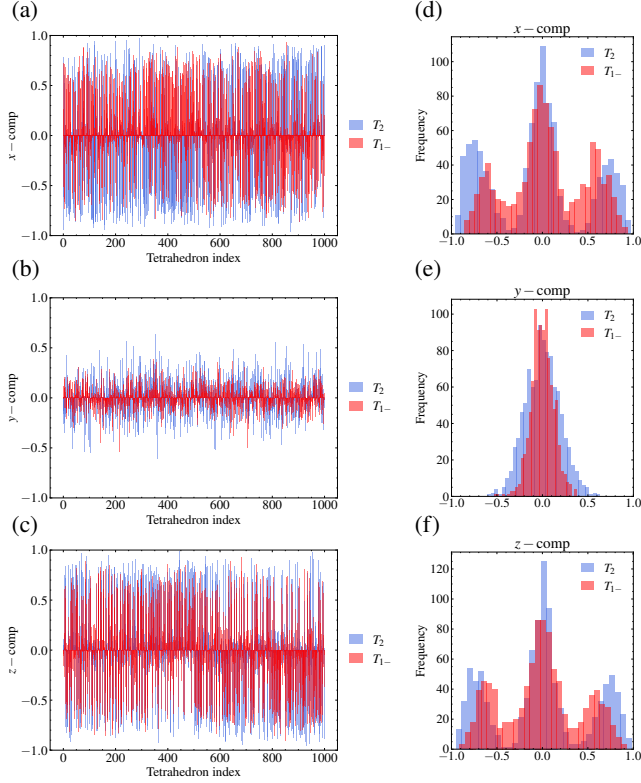 (a)
1.0
0.5
0.0
−0.5
−1.0
x − comp
0 200 400 600 800 1000
Tetrahedron index
T₂
T₁₋
(d)
x − comp
100
80
60
40
20
0
Frequency
−1.0 −0.5 0.0 0.5 1.0
T₂
T₁₋
(b)
1.0
0.5
0.0
−0.5
−1.0
y − comp
0 200 400 600 800 1000
Tetrahedron index
T₂
T₁₋
(e)
y − comp
100
80
60
40
20
0
Frequency
−1.0 −0.5 0.0 0.5 1.0
T₂
T₁₋
(c)
1.0
0.5
0.0
−0.5
−1.0
z − comp
0 200 400 600 800 1000
Tetrahedron index
T₂
T₁₋
(f)
z − comp
120
100
80
60
40
20
0
Frequency
−1.0 −0.5 0.0 0.5 1.0
T₂
T₁₋